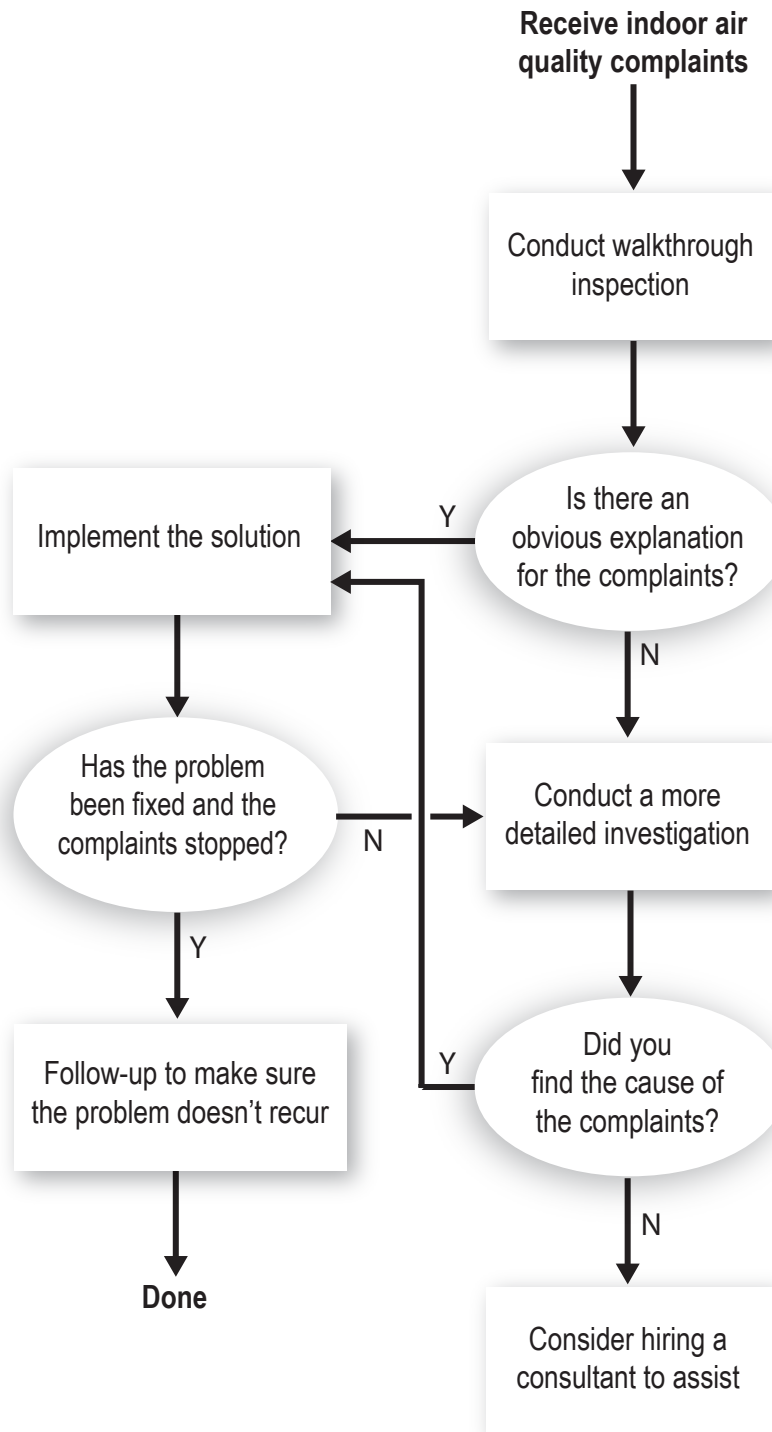 Receive indoor air
quality complaints
Conduct walkthrough
inspection
Is there an
obvious explanation
for the complaints?
Y
N
Implement the solution
Has the problem
been fixed and the
complaints stopped?
N
Y
Conduct a more
detailed investigation
Did you
find the cause of
the complaints?
Y
N
Follow-up to make sure
the problem doesn't recur
Done
Consider hiring a
consultant to assist